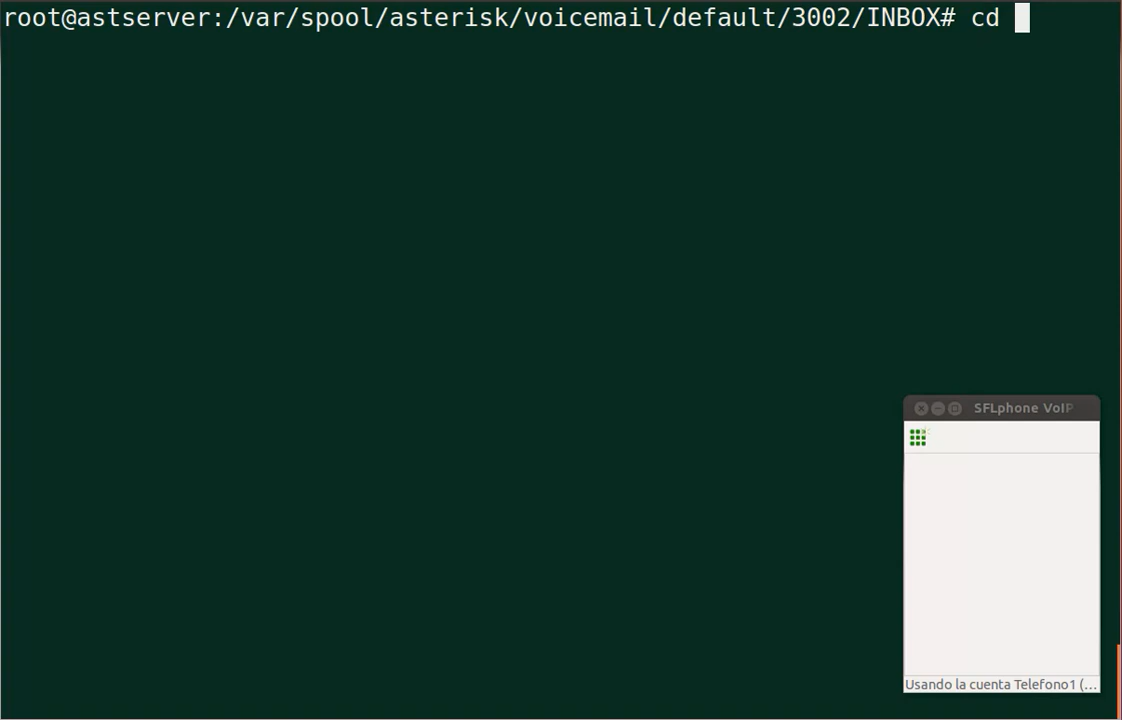 root@astserver:/var/spool/asterisk/voicemail/default/3002/INBOX# cd
SFLphone VoIP
Usando la cuenta Telefono1 (...